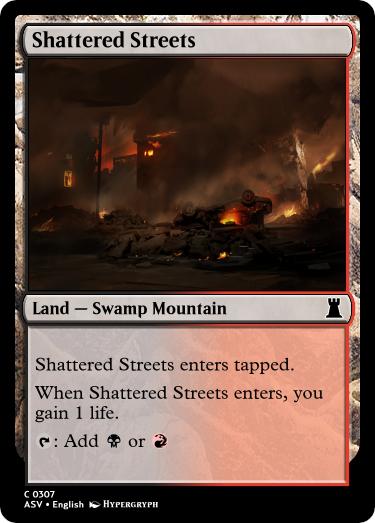 Shattered Streets
Land — Swamp Mountain
Shattered Streets enters tapped.
When Shattered Streets enters, you
gain 1 life.
: Add or
C 0307
ASV • English Hypergryph